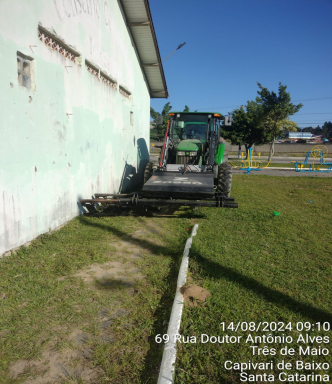 14/08/2024 09:10
69 Rua Doutor Antônio Alves
Três de Maio
Capivari de Baixo
Santa Catarina